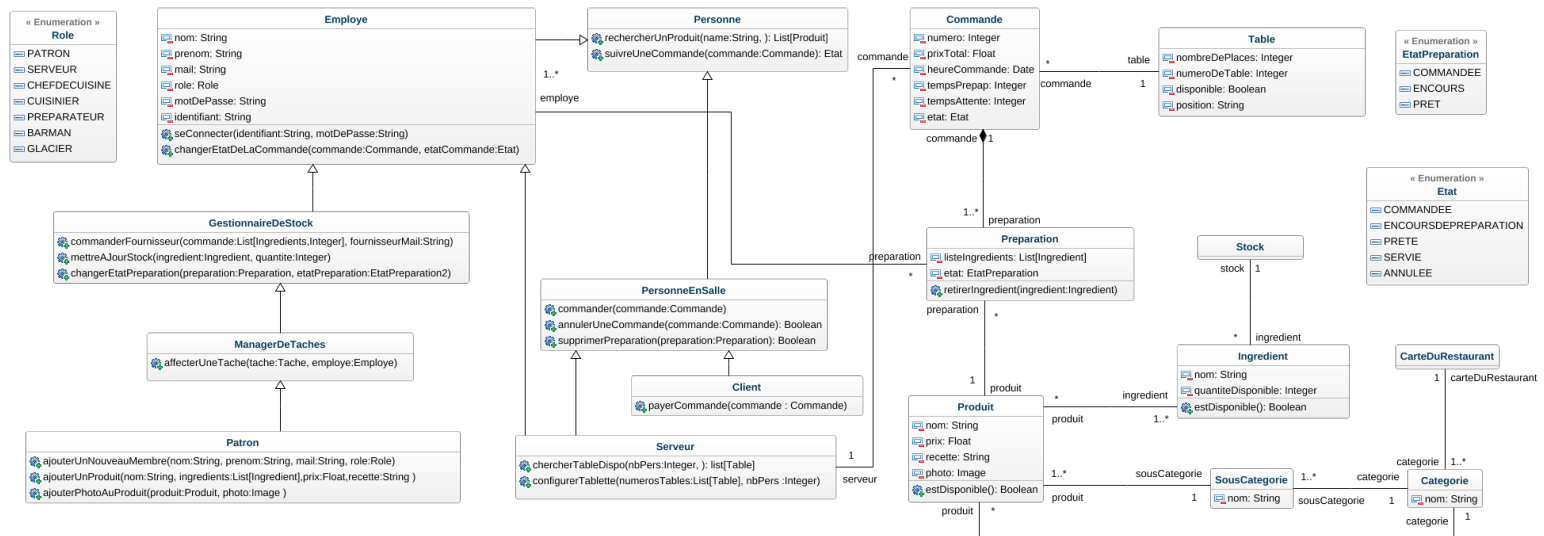 « Enumeration »
Role
PATRON
SERVEUR
CHEFDECUISINE
CUISINIER
PREPARATEUR
BARMAN
GLACIER
Employe
nom: String
prenom: String
mail: String
role: Role
motDePasse: String
identifiant: String
seConnecter(identifiant:String, motDePasse:String)
changerEtatDeLaCommande(commande:Commande, etatCommande:Etat)
1..*
employe
Personne
rechercherUnProduit(name:String, ): List[Produit]
suivreUneCommande(commande:Commande): Etat
commande
*
Commande
numero: Integer
prixTotal: Float
heureCommande: Date
tempsPrepap: Integer
tempsAttente: Integer
etat: Etat
*
commande
table
1
Table
nombreDePlaces: Integer
numeroDeTable: Integer
disponible: Boolean
position: String
« Enumeration »
EtatPreparation
COMMANDEE
ENCOURS
PRET
commande
1
1..*
preparation
« Enumeration »
Etat
COMMANDEE
ENCOURSDEPREPARATION
PRETE
SERVIE
ANNULEE
GestionnaireDeStock
commanderFournisseur(commande:List[Ingredients,Integer], fournisseurMail:String)
mettreAJourStock(ingredient:Ingredient, quantite:Integer)
changerEtatPreparation(preparation:Preparation, etatPreparation:EtatPreparation2)
preparation
*
Preparation
listeIngredients: List[Ingredient]
etat: EtatPreparation
retirerIngredient(ingredient:Ingredient)
preparation
*
Stock
stock
1
*
ingredient
PersonneEnSalle
commander(commande:Commande)
annulerUneCommande(commande:Commande): Boolean
supprimerPreparation(preparation:Preparation): Boolean
ManagerDeTaches
affecterUneTache(tache:Tache, employe:Employe)
Client
payerCommande(commande : Commande)
1
produit
Ingredient
nom: String
quantiteDisponible: Integer
estDisponible(): Boolean
CarteDuRestaurant
1
carteDuRestaurant
Produit
nom: String
prix: Float
recette: String
photo: Image
estDisponible(): Boolean
*
produit
ingredient
1..*
Patron
ajouterUnNouveauMembre(nom:String, prenom:String, mail:String, role:Role)
ajouterUnProduit(nom:String, ingredients:List[Ingredient],prix:Float,recette:String )
ajouterPhotoAuProduit(produit:Produit, photo:Image )
Serveur
chercherTableDispo(nbPers:Integer, ): list[Table]
configurerTablette(numerosTables:List[Table], nbPers :Integer)
1
serveur
1..*
produit
sousCategorie
1
SousCategorie
nom: String
1..*
sousCategorie
categorie
1
categorie
1..*
Categorie
nom: String
produit
*
categorie
1